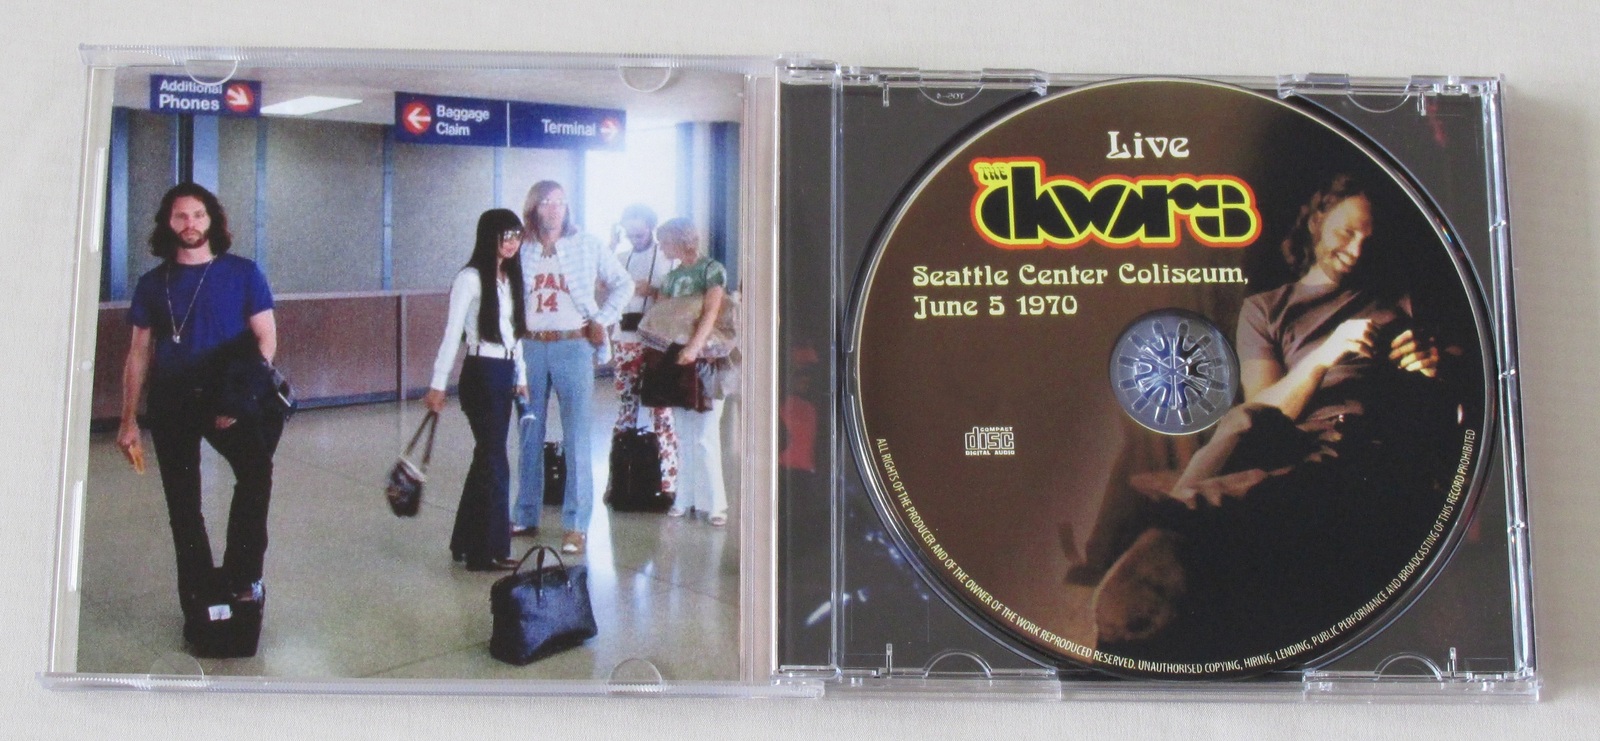 Additional
Phones
Baggage
Claim
Terminal
PAL
14
Live
THE
doors
Seattle Center Coliseum,
June 5 1970
COMPACT
disc
DIGITAL AUDIO
ALL RIGHTS OF THE PRODUCER AND OF THE OWNER OF THE WORK REPRODUCED RESERVED. UNAUTHORISED COPYING, HIRING, LENDING, PUBLIC PERFORMANCE AND BROADCASTING OF THIS RECORD PROHIBITED